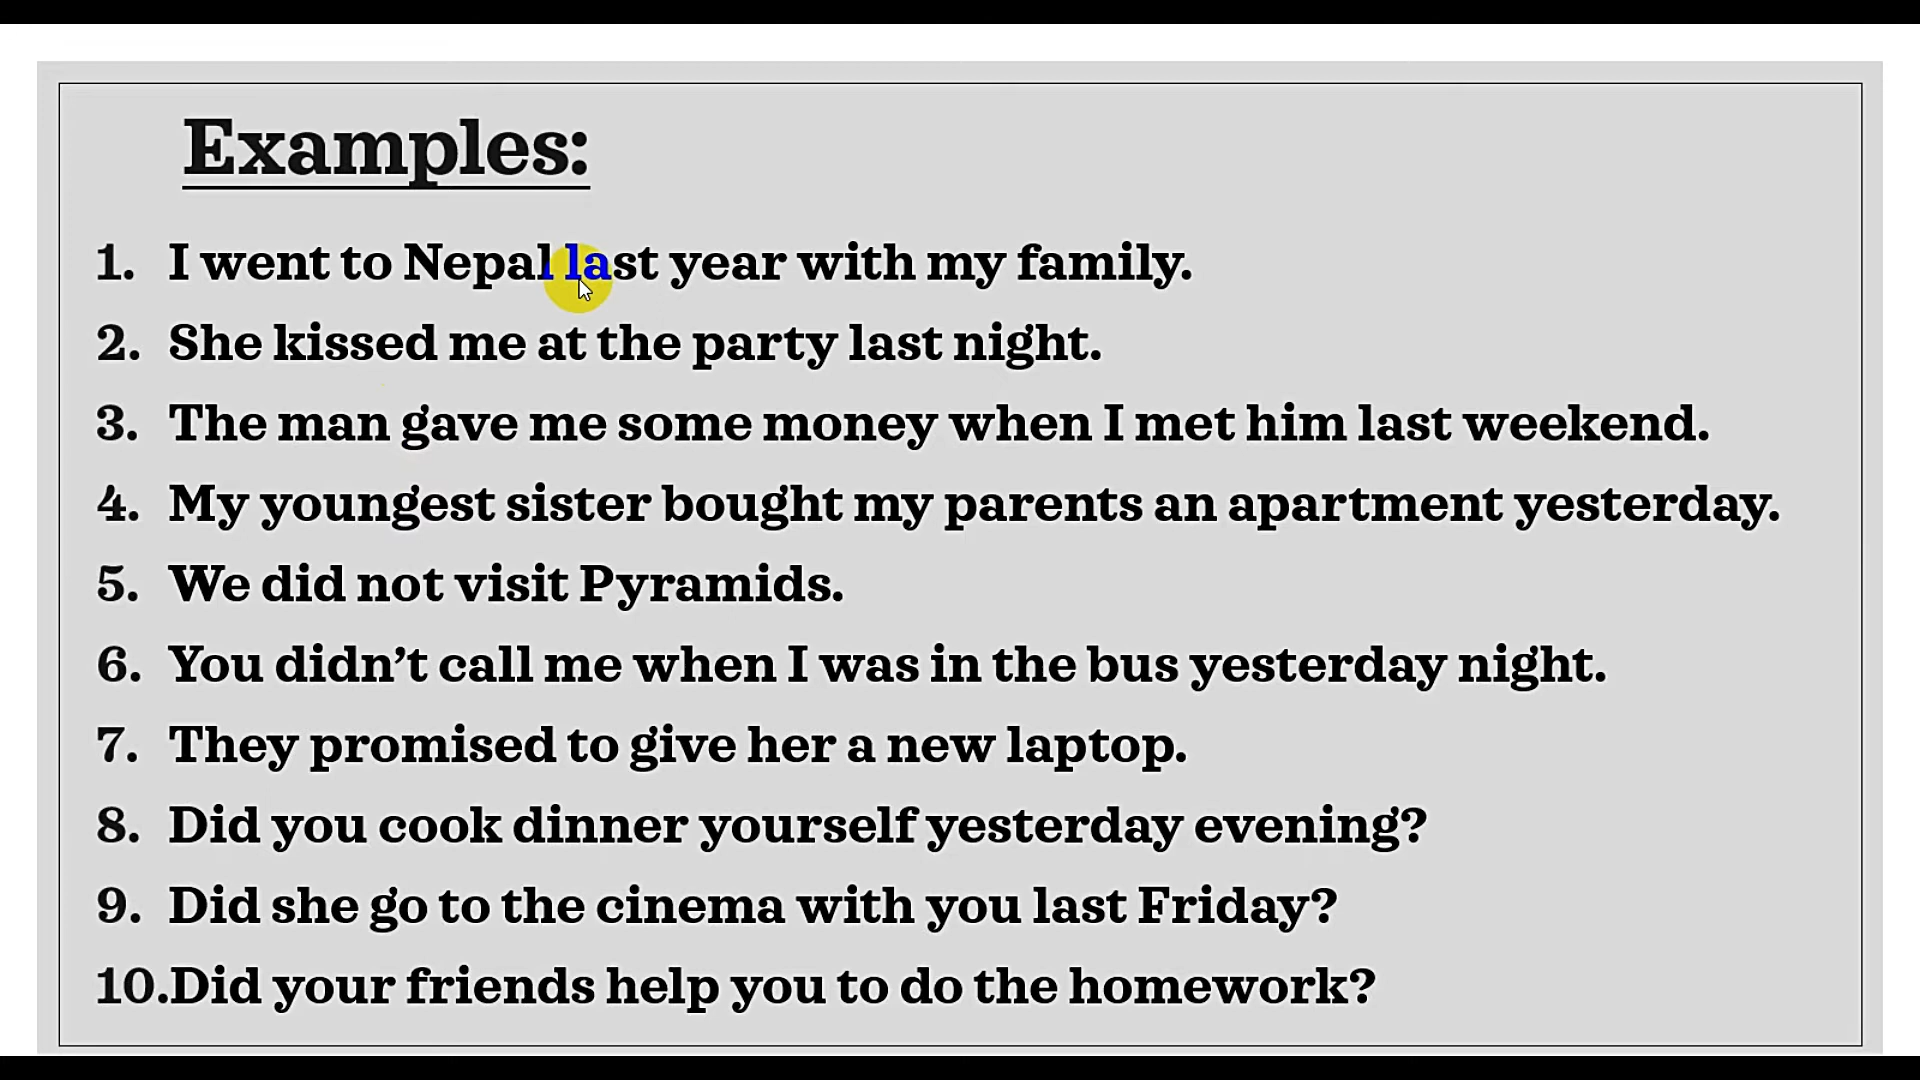 Examples:
1. I went to Nepal last year with my family.
2. She kissed me at the party last night.
3. The man gave me some money when I met him last weekend.
4. My youngest sister bought my parents an apartment yesterday.
5. We did not visit Pyramids.
6. You didn’t call me when I was in the bus yesterday night.
7. They promised to give her a new laptop.
8. Did you cook dinner yourself yesterday evening?
9. Did she go to the cinema with you last Friday?
10.Did your friends help you to do the homework?